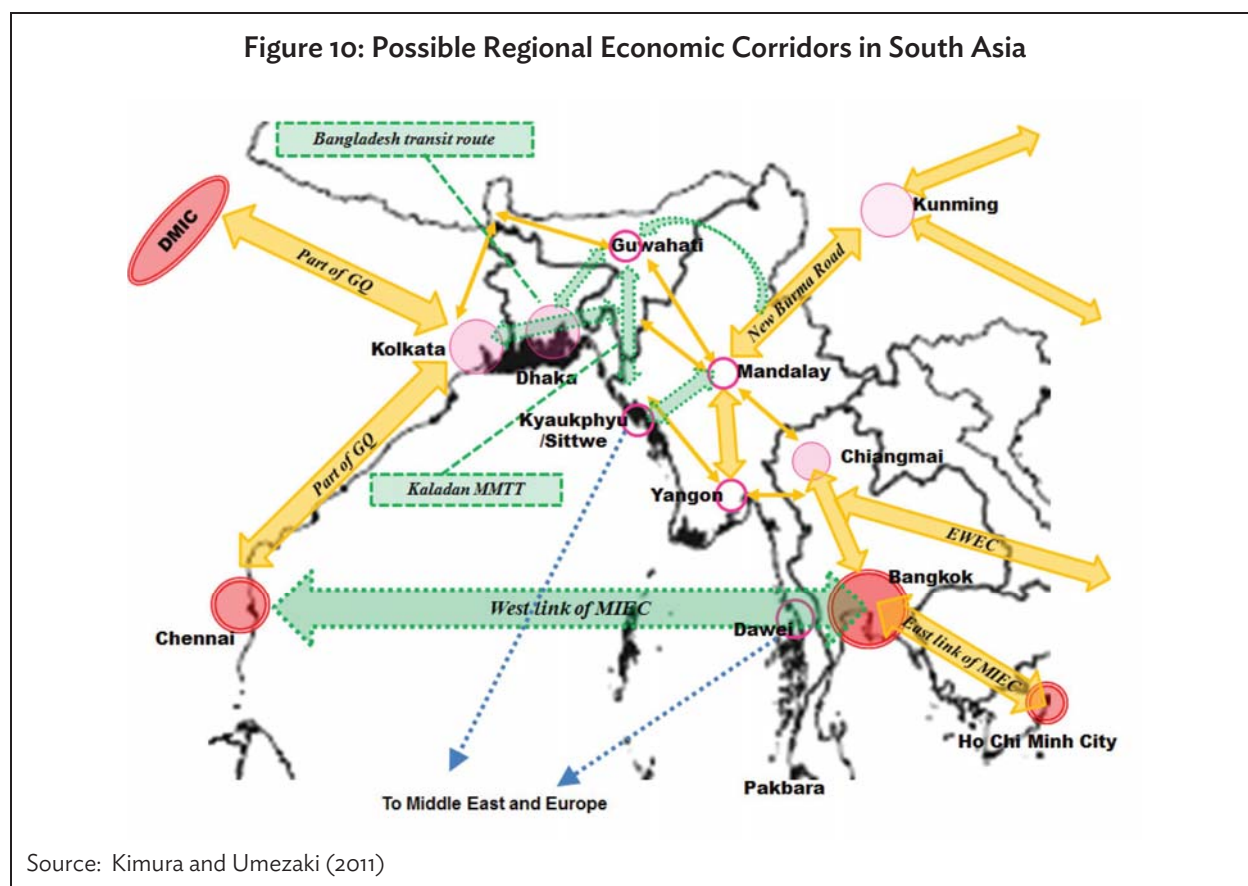 Figure 10: Possible Regional Economic Corridors in South Asia
Bangladesh transit route
DMIC
Kunming
Guwahati
Part of GQ
New Burma Road
Kolkata
Dhaka
Mandalay
Kyaukphyu
/Sittwe
Chiangmai
Part of GQ
Kaladan MMTT
Yangon
EWEC
Bangkok
West link of MIEC
Chennai
Dawei
East link of MIEC
Ho Chi Minh City
Pakbara
To Middle East and Europe
Source: Kimura and Umezaki (2011)